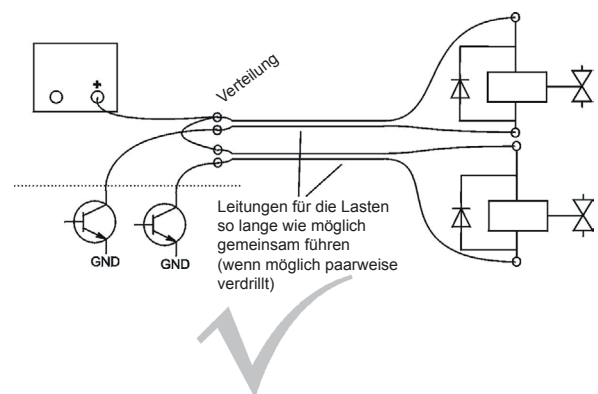 +
Verteilung
Leitungen für die Lasten
so lange wie möglich
gemeinsam führen
(wenn möglich paarweise
verdrillt)
GND
GND